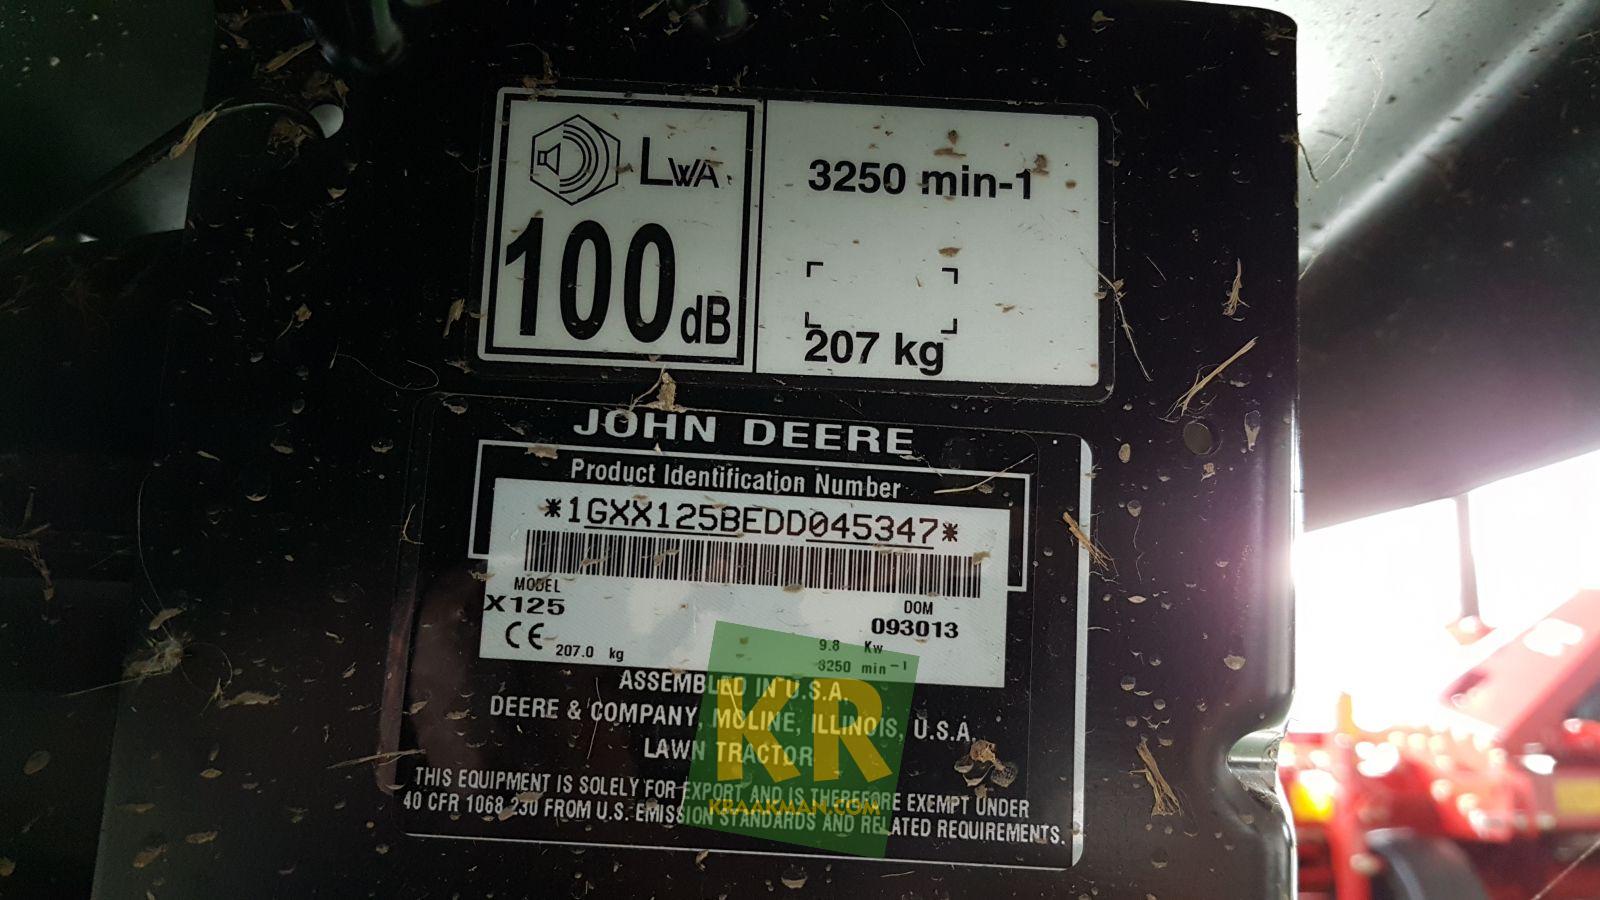 LWA
100 dB
3250 min-1
207 kg
JOHN DEERE
Product Identification Number
*1GXX125BEDD045347*
MODEL
X125
DOM
093013
CE 207.0 kg
9.8 Kw
3250 min-1
ASSEMBLED IN U.S.A.
DEERE & COMPANY, MOLINE, ILLINOIS, U.S.A.
LAWN TRACTOR
THIS EQUIPMENT IS SOLELY FOR EXPORT AND IS THEREFORE EXEMPT UNDER
40 CFR 1068.230 FROM U.S. EMISSION STANDARDS AND RELATED REQUIREMENTS.
KR
KRAAKMAN.COM